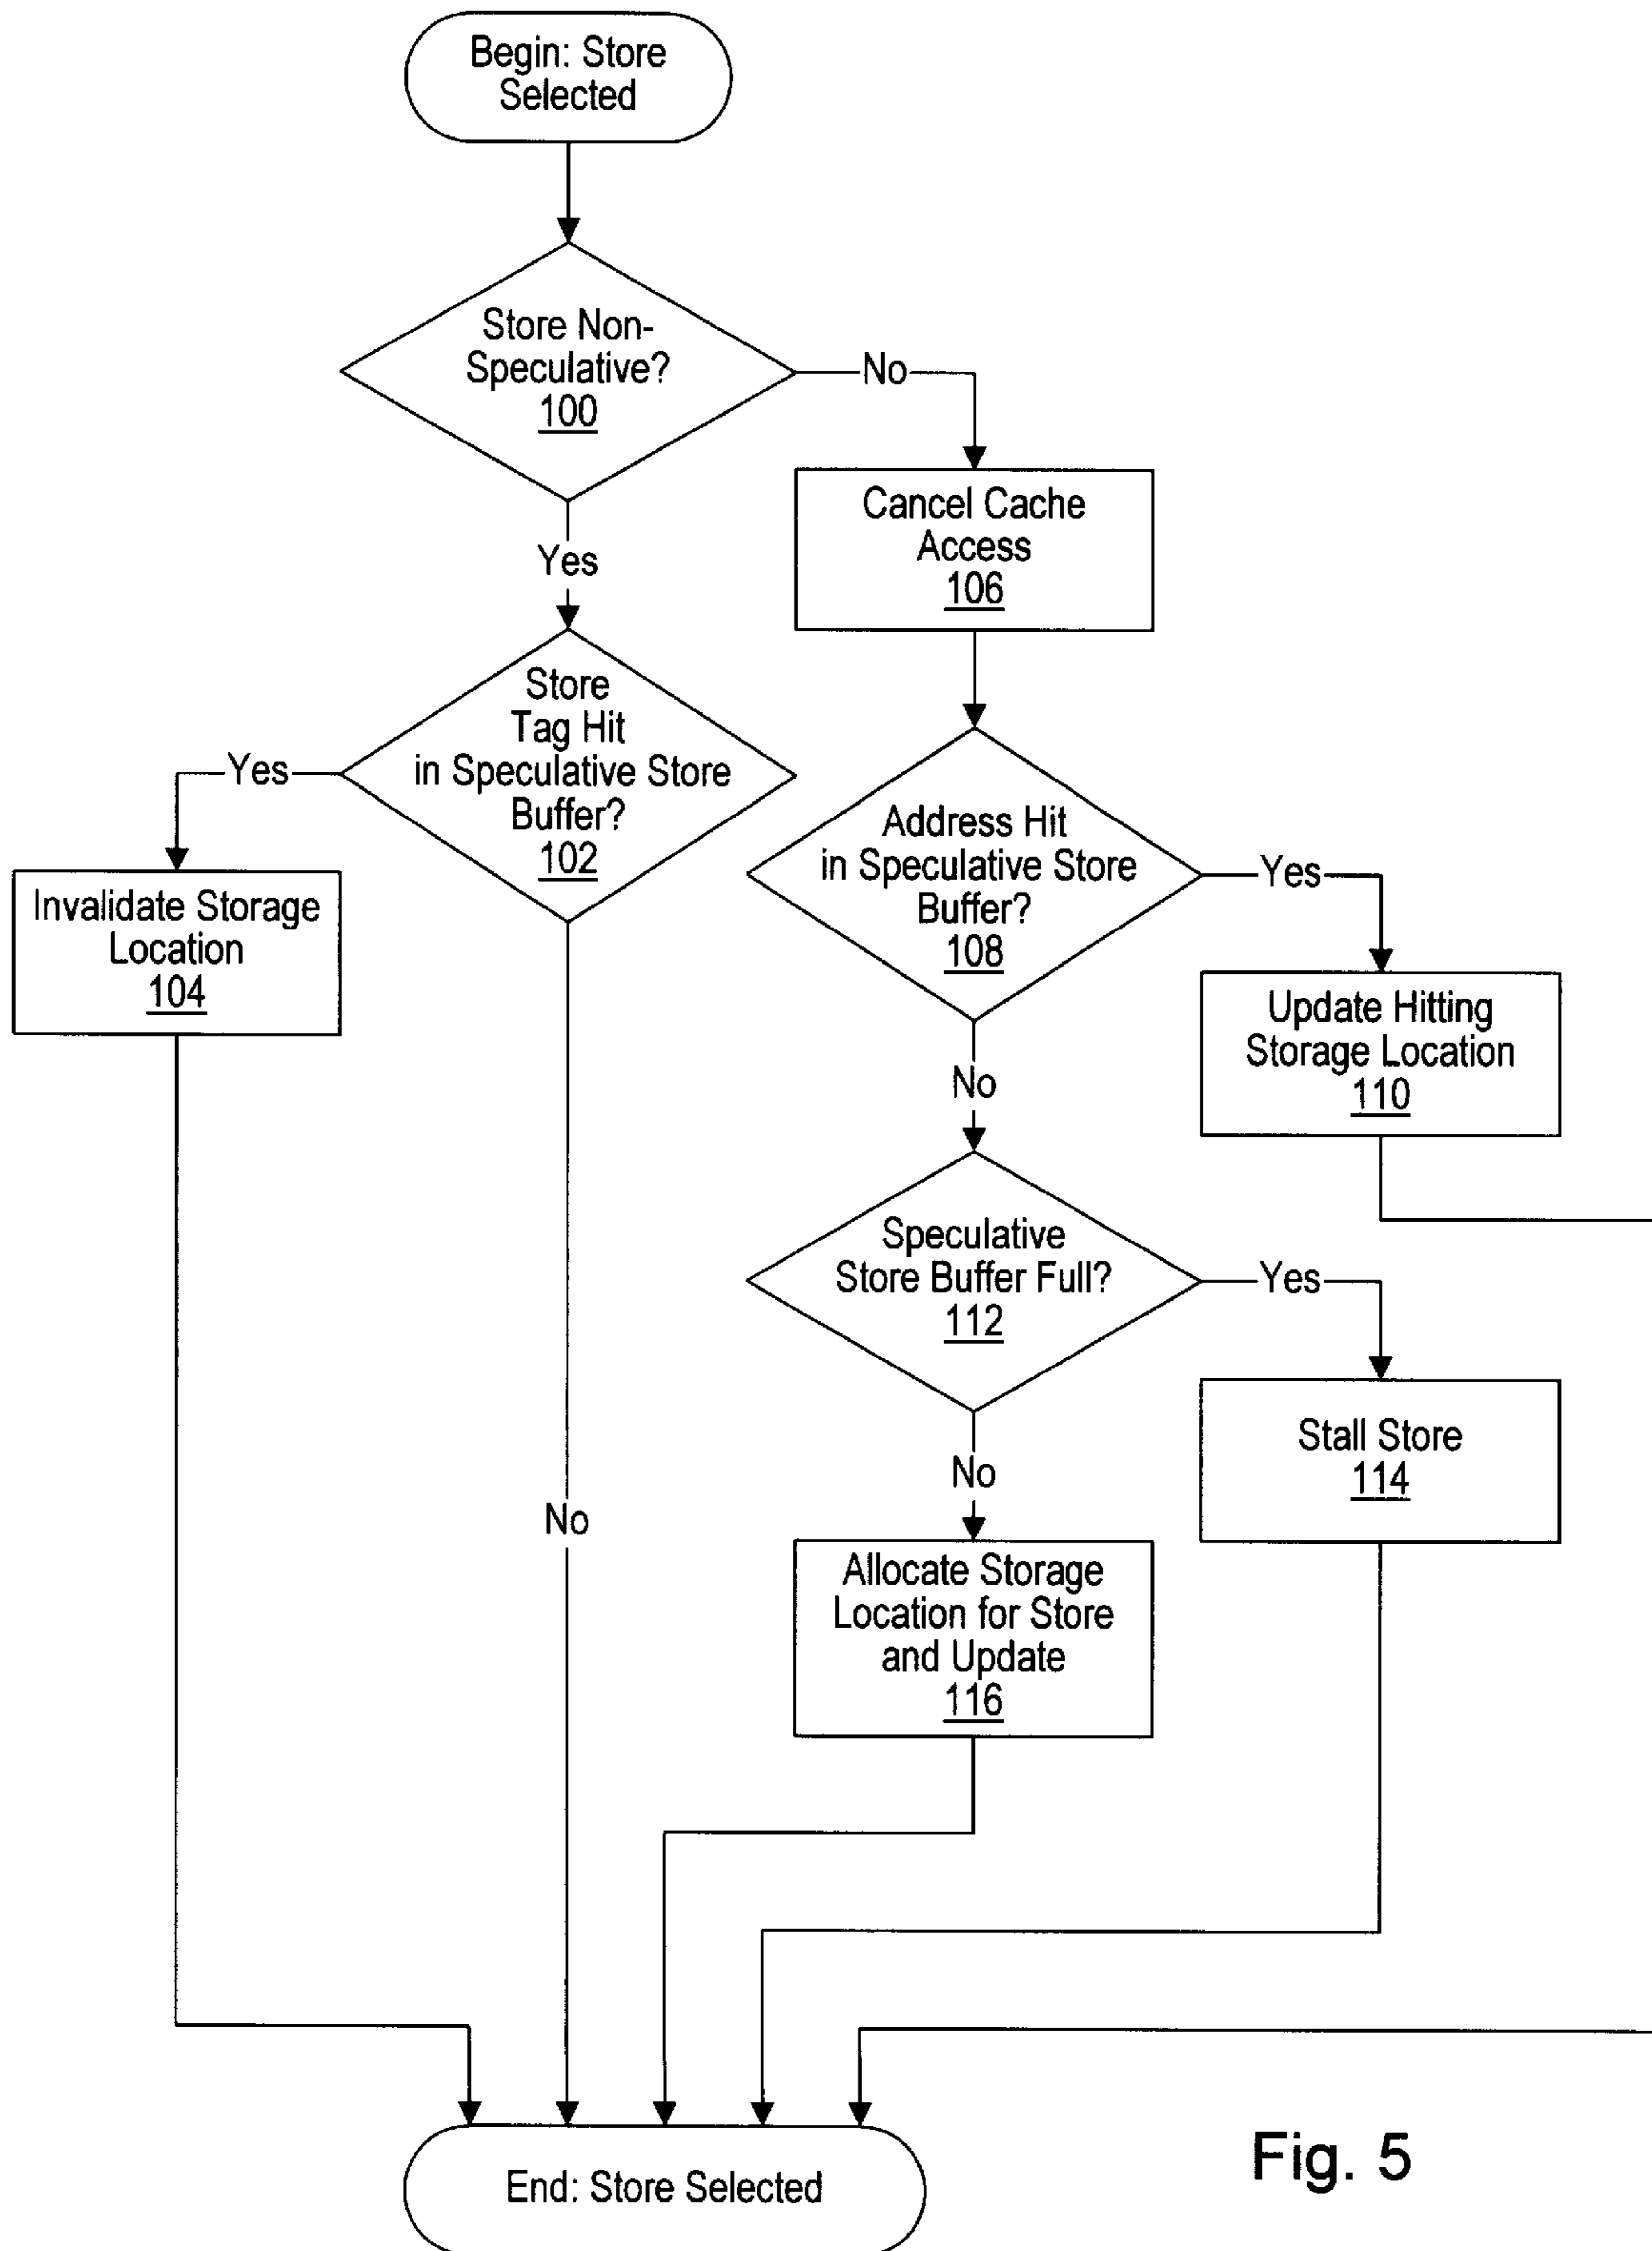 Begin: Store
Selected
Store Non-
Speculative?
100
No
Yes
Cancel Cache
Access
106
Store
Tag Hit
in Speculative Store
Buffer?
102
Yes
Invalidate Storage
Location
104
Address Hit
in Speculative Store
Buffer?
108
Yes
Update Hitting
Storage Location
110
No
Speculative
Store Buffer Full?
112
Yes
Stall Store
114
No
No
Allocate Storage
Location for Store
and Update
116
End: Store Selected
Fig. 5